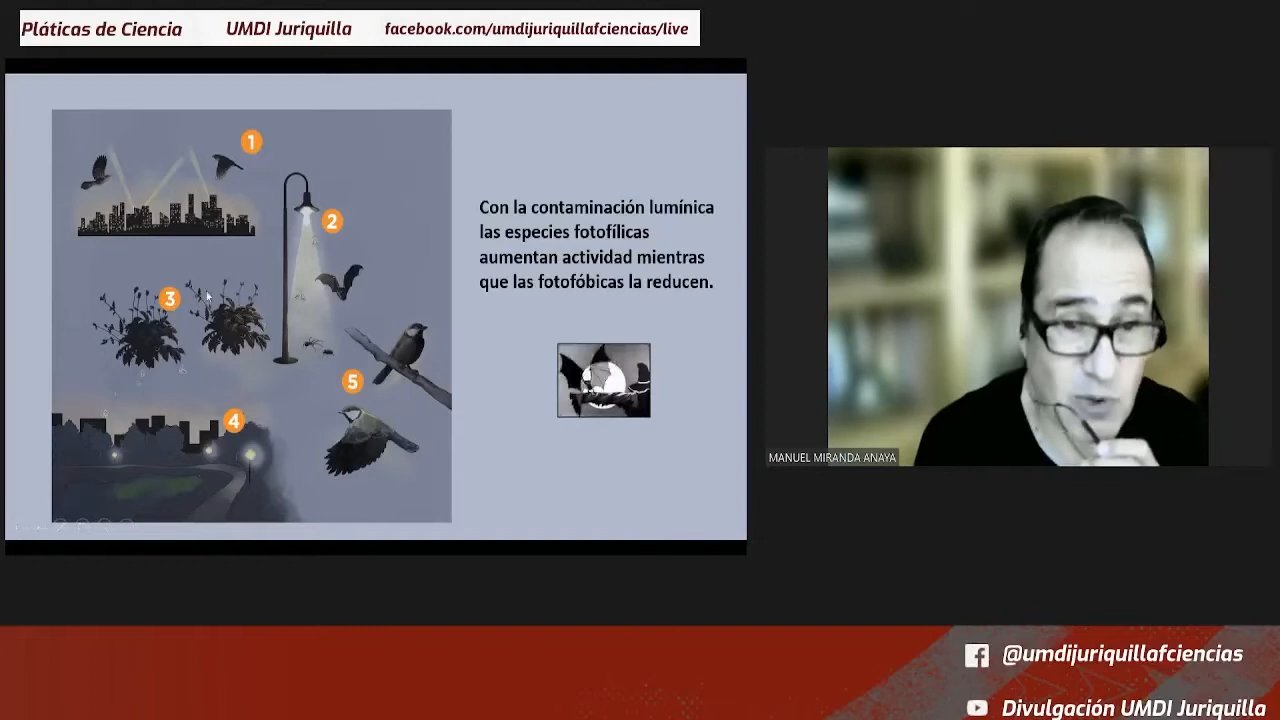 Pláticas de Ciencia UMDI Juriquilla facebook.com/umdijuriquillafciencias/live
1
2
3
4
5
Con la contaminación lumínica
las especies fotofílicas
aumentan actividad mientras
que las fotofóbicas la reducen.
MANUEL MIRANDA ANAYA
@umdijuriquillafciencias
Divulgación UMDI Juriquilla